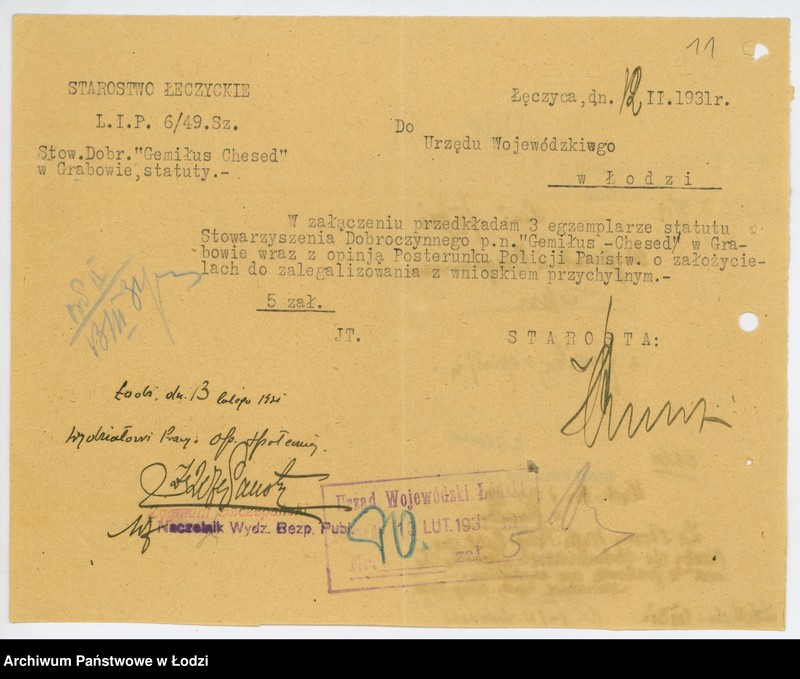 11
STAROSTWO ŁECZYCKIE
Łęczyca, dn. 12 II.1931r.
L.I.P. 6/49.Sz.
Do
Urzędu Wojewódzkiwgo
Stow.Dobr."Gemiłus Chesed"
w Grabowie,statuty.-
w Łodzi
W załączeniu przedkładam 3 egzemplarze statutu
Stowarzyszenia Dobroczynnego p.n."Gemiłus -Chesed" w Gra-
bowie wraz z opinją Posterunku Policji Państw. o założycie-
lach do zalegalizowania z wnioskiem przychylnym.-
5 zał.
JT.
STAROSTA:
Łódź, dn. 13 lutego 1931
Wydziałowi Pracy i Op. Społecznej
Naczelnik Wydz. Bezp. Publ.
Urząd Wojewódzki Łódzki
13 LUT. 1931
zał. 5
Archiwum Państwowe w Łodzi